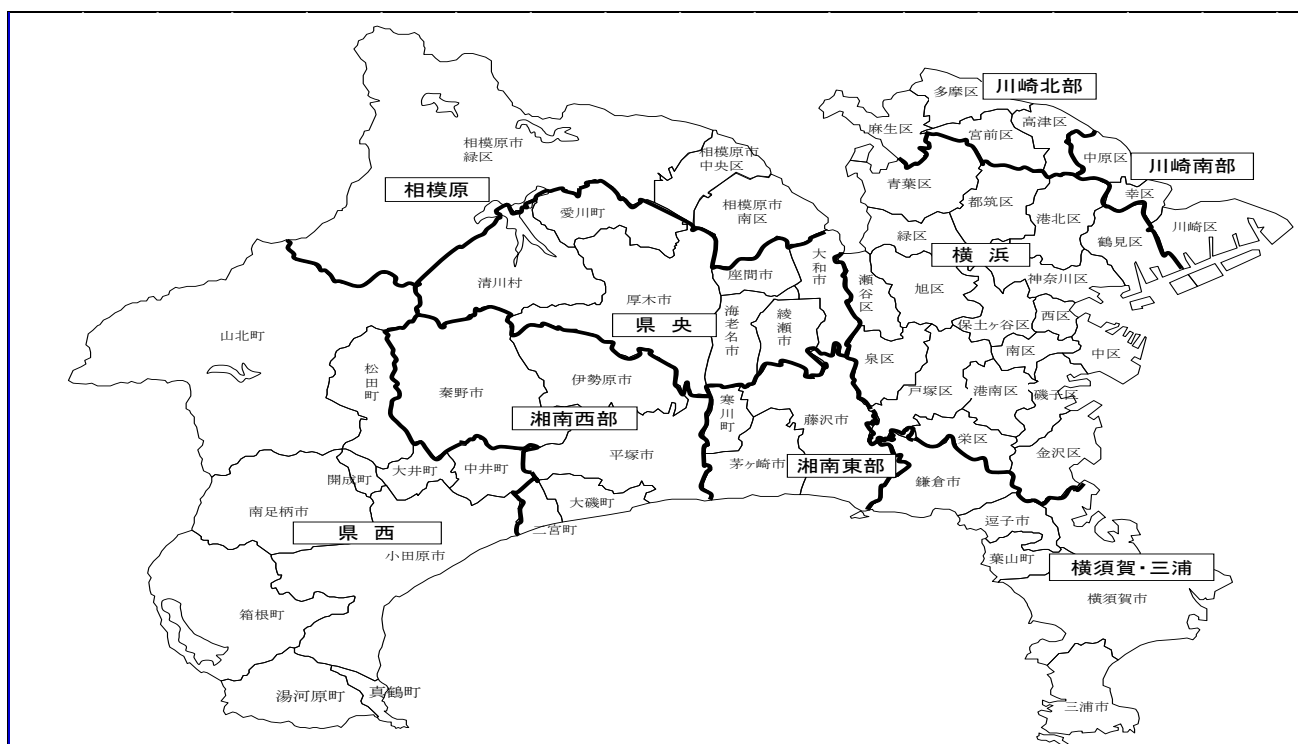 多摩区
川崎北部
麻生区
宮前区
高津区
中原区
川崎南部
相模原市
緑区
相模原市
中央区
相模原
青葉区
幸区
愛川町
相模原市
南区
都筑区
港北区
川崎区
緑区
鶴見区
横浜
大和市
座間市
瀬谷区
旭区
神奈川区
清川村
厚木市
県央
海老名市
綾瀬市
保土ヶ谷区
西区
山北町
南区
中区
泉区
松田町
秦野市
伊勢原市
戸塚区
港南区
磯子区
寒川町
藤沢市
湘南西部
栄区
金沢区
平塚市
茅ヶ崎市
湘南東部
鎌倉市
開成町
大井町
中井町
大磯町
南足柄市
二宮町
逗子市
県西
小田原市
葉山町
横須賀・三浦
横須賀市
箱根町
湯河原町
真鶴町
三浦市